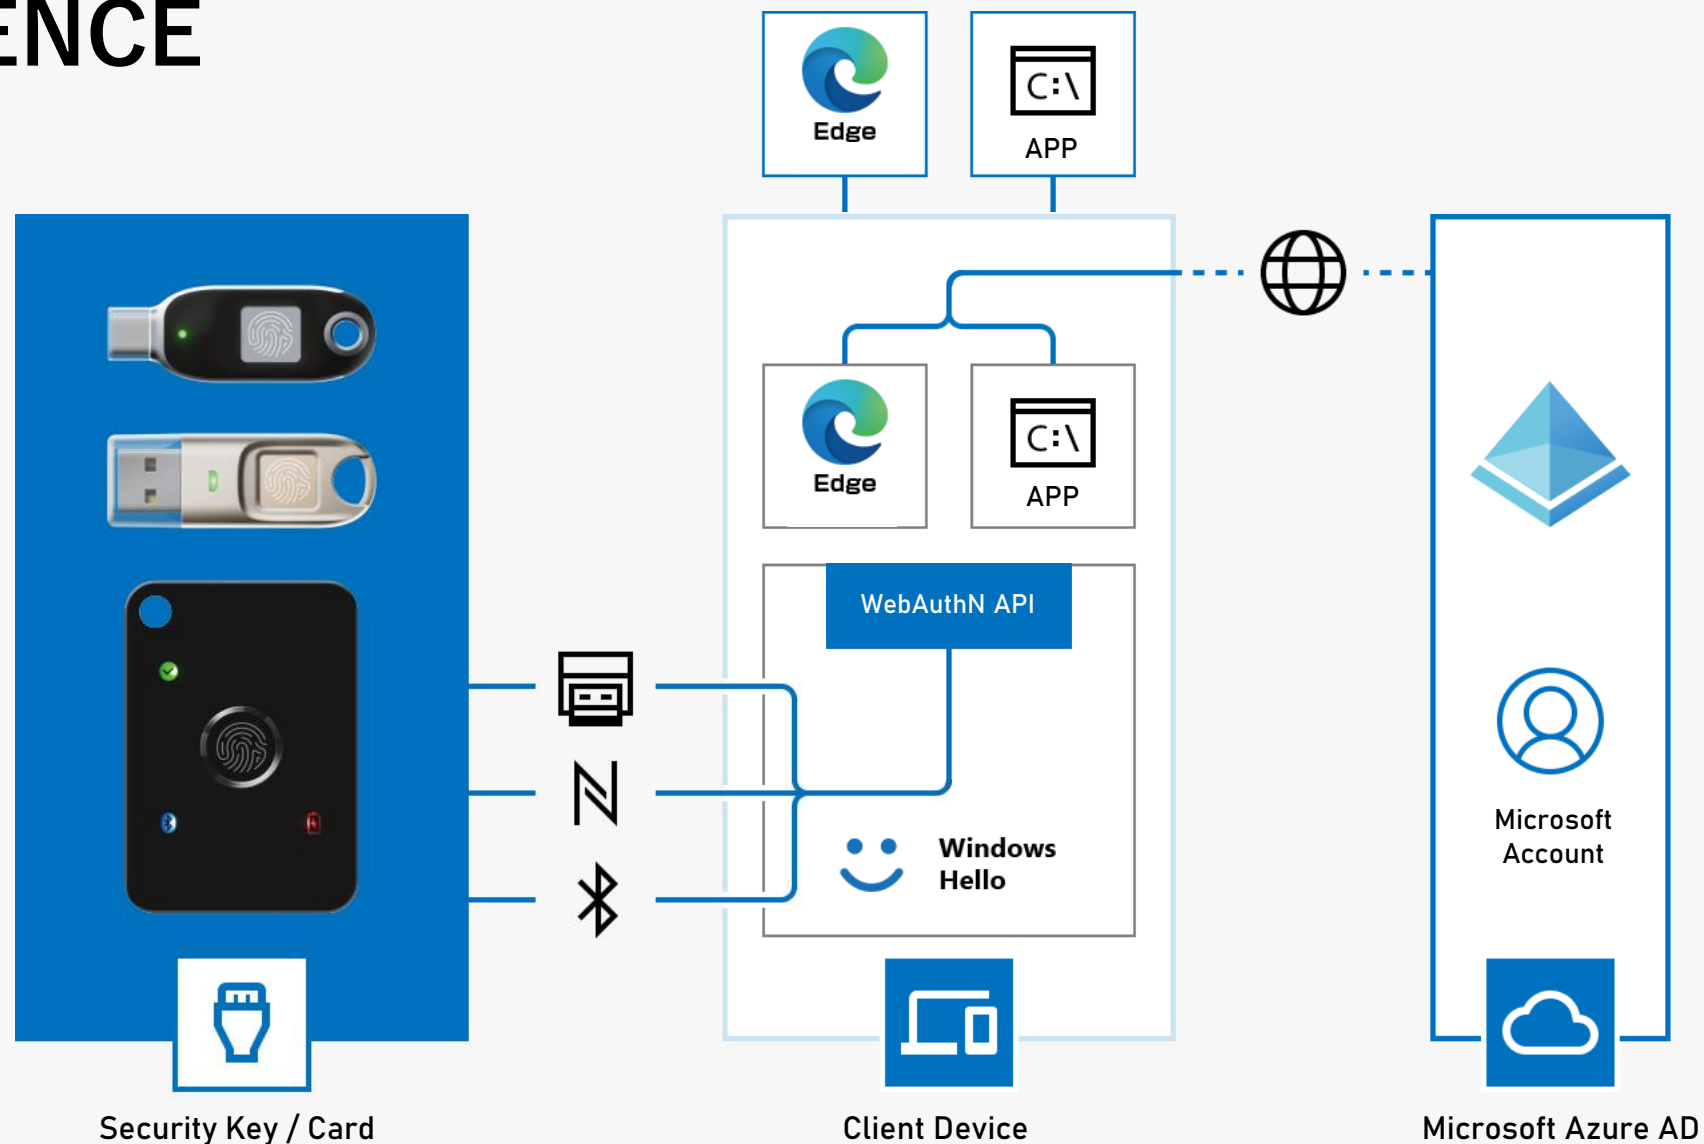 ENCE
Edge
C:\
APP
Edge
C:\
APP
WebAuthN API
Windows
Hello
Microsoft
Account
Security Key / Card
Client Device
Microsoft Azure AD